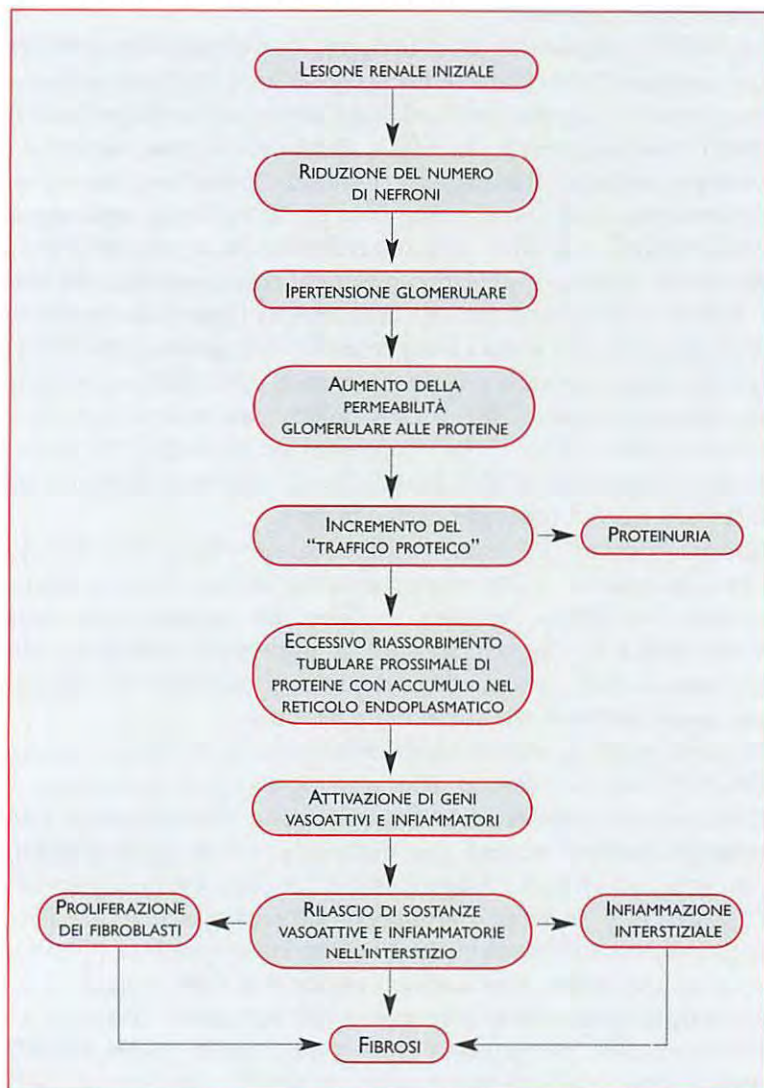 LESIONE RENALE INIZIALE
RIDUZIONE DEL NUMERO
DI NEFRONI
IPERTENSIONE GLOMERULARE
AUMENTO DELLA
PERMEABILITÀ
GLOMERULARE ALLE PROTEINE
INCREMENTO DEL
“TRAFFICO PROTEICO”
PROTEINURIA
ECCESSIVO RIASSORBIMENTO
TUBULARE PROSSIMALE DI
PROTEINE CON ACCUMULO NEL
RETICOLO ENDOPLASMATICO
ATTIVAZIONE DI GENI
VASOATTIVI E INFIAMMATORI
PROLIFERAZIONE
DEI FIBROBLASTI
RILASCIO DI SOSTANZE
VASOATTIVE E INFIAMMATORIE
NELL'INTERSTIZIO
INFIAMMAZIONE
INTERSTIZIALE
FIBROSI